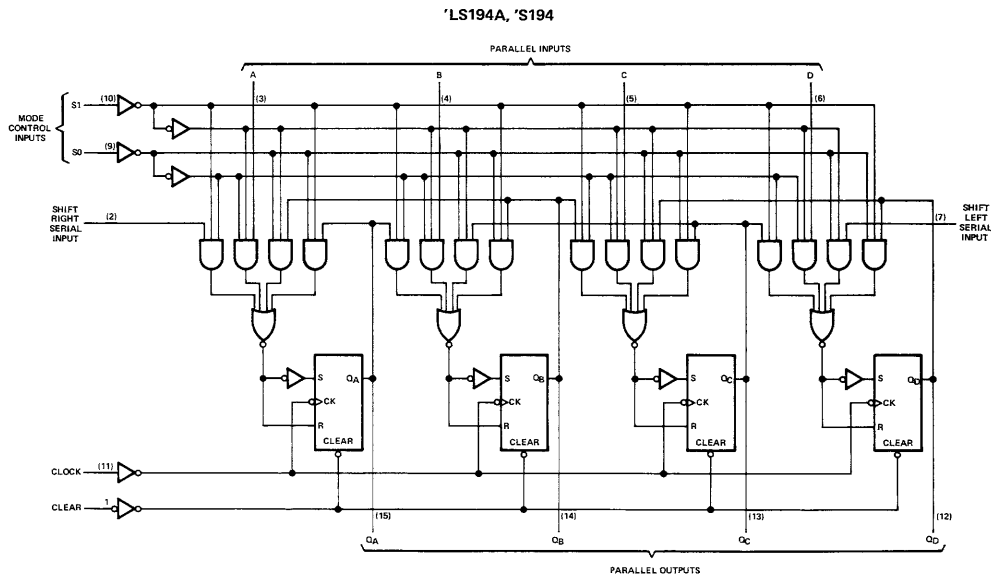 'LS194A, 'S194
PARALLEL INPUTS
A B C D
(3) (4) (5) (6)
MODE
CONTROL
INPUTS
S1 (10)
S0 (9)
SHIFT
RIGHT
SERIAL
INPUT
(2)
(7)
SHIFT
LEFT
SERIAL
INPUT
S QA
CK
R
CLEAR
S QB
CK
R
CLEAR
S QC
CK
R
CLEAR
S QD
CK
R
CLEAR
CLOCK (11)
CLEAR 1
(15) (14) (13) (12)
QA QB QC QD
PARALLEL OUTPUTS